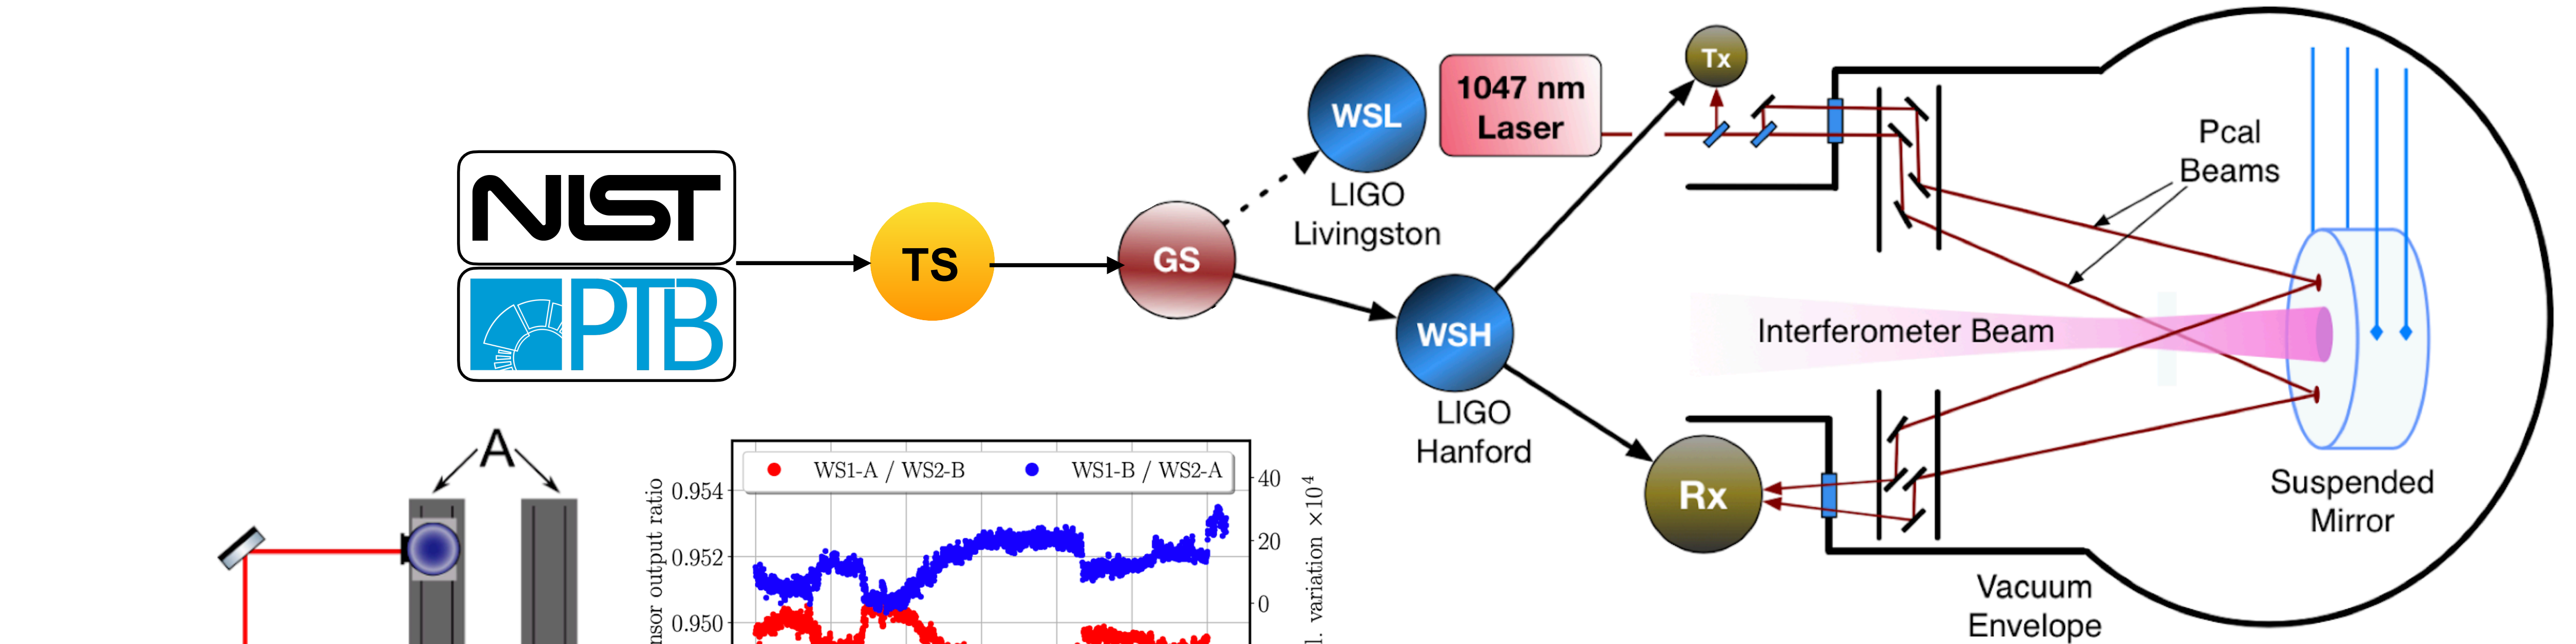 NIST
PTB
TS
GS
WSL
LIGO
Livingston
1047 nm
Laser
Tx
WSH
LIGO
Hanford
Rx
Pcal
Beams
Interferometer Beam
Suspended
Mirror
Vacuum
Envelope
A
WS1-A / WS2-B
WS1-B / WS2-A
0.954
0.952
0.950
output ratio
40
20
0
variation ×10⁴